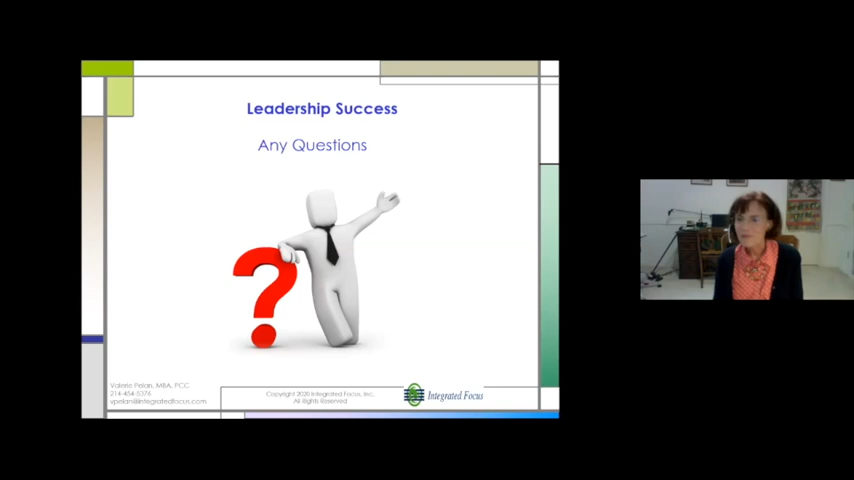 Leadership Success
Any Questions
Valerie Pelan, MBA, PCC
214-454-5376
vpelan@integratedfocus.com
Copyright 2020 Integrated Focus, Inc.
All Rights Reserved
Integrated Focus